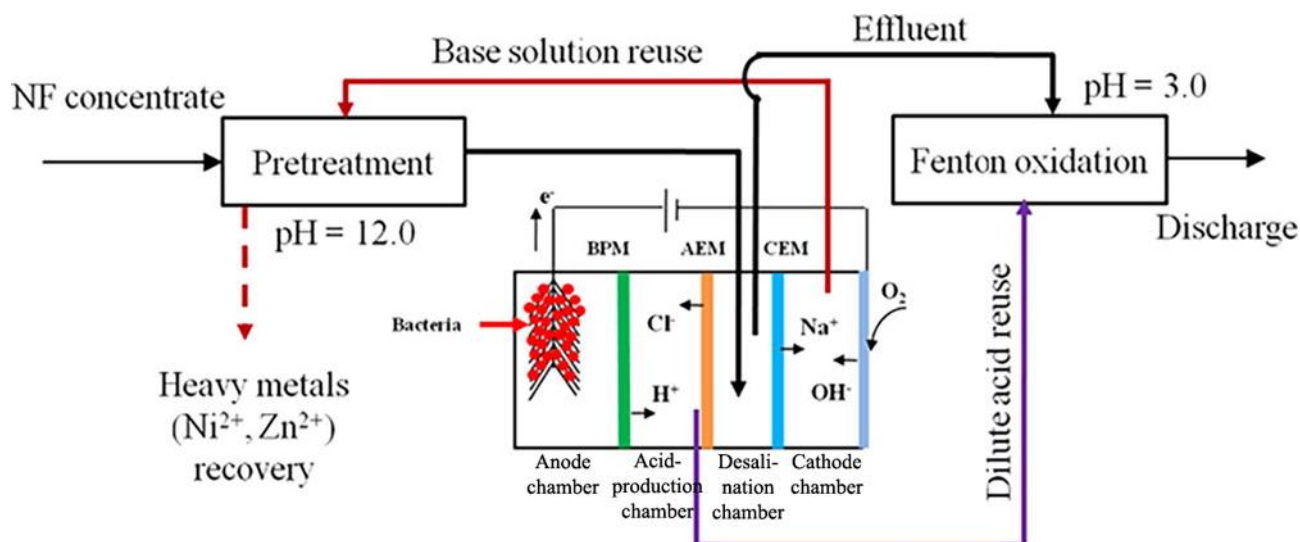 Effluent
Base solution reuse
NF concentrate
pH = 3.0
Pretreatment
Fenton oxidation
e-
pH = 12.0
Discharge
BPM
AEM
CEM
O2
Bacteria
Cl-
Na+
H+
OH-
Heavy metals
(Ni2+, Zn2+)
recovery
Anode
chamber
Acid-
production
chamber
Desali-
nation
chamber
Cathode
chamber
Dilute acid reuse